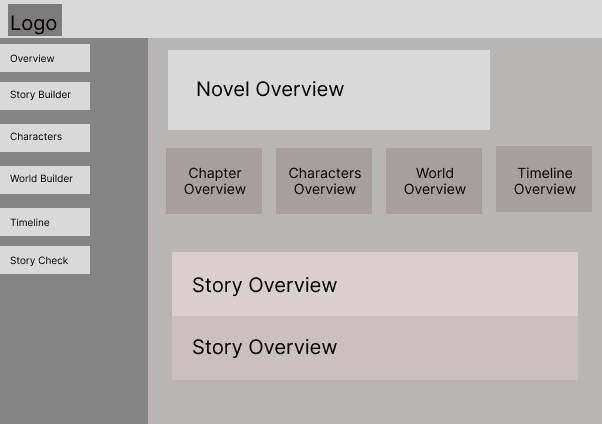 Logo
Overview
Story Builder
Characters
World Builder
Timeline
Story Check
Novel Overview
Chapter
Overview
Characters
Overview
World
Overview
Timeline
Overview
Story Overview
Story Overview